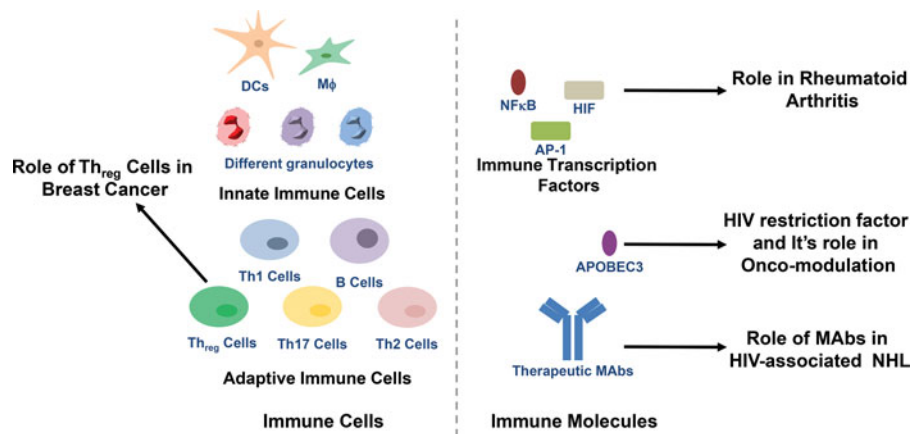 DCs
Mϕ
Different granulocytes
Innate Immune Cells
Role of Threg Cells in
Breast Cancer
Th1 Cells
B Cells
Threg Cells
Th17 Cells
Th2 Cells
Adaptive Immune Cells
Immune Cells
NFκB
HIF
AP-1
Immune Transcription
Factors
Role in Rheumatoid
Arthritis
APOBEC3
HIV restriction factor
and It's role in
Onco-modulation
Therapeutic MAbs
Role of MAbs in
HIV-associated NHL
Immune Molecules